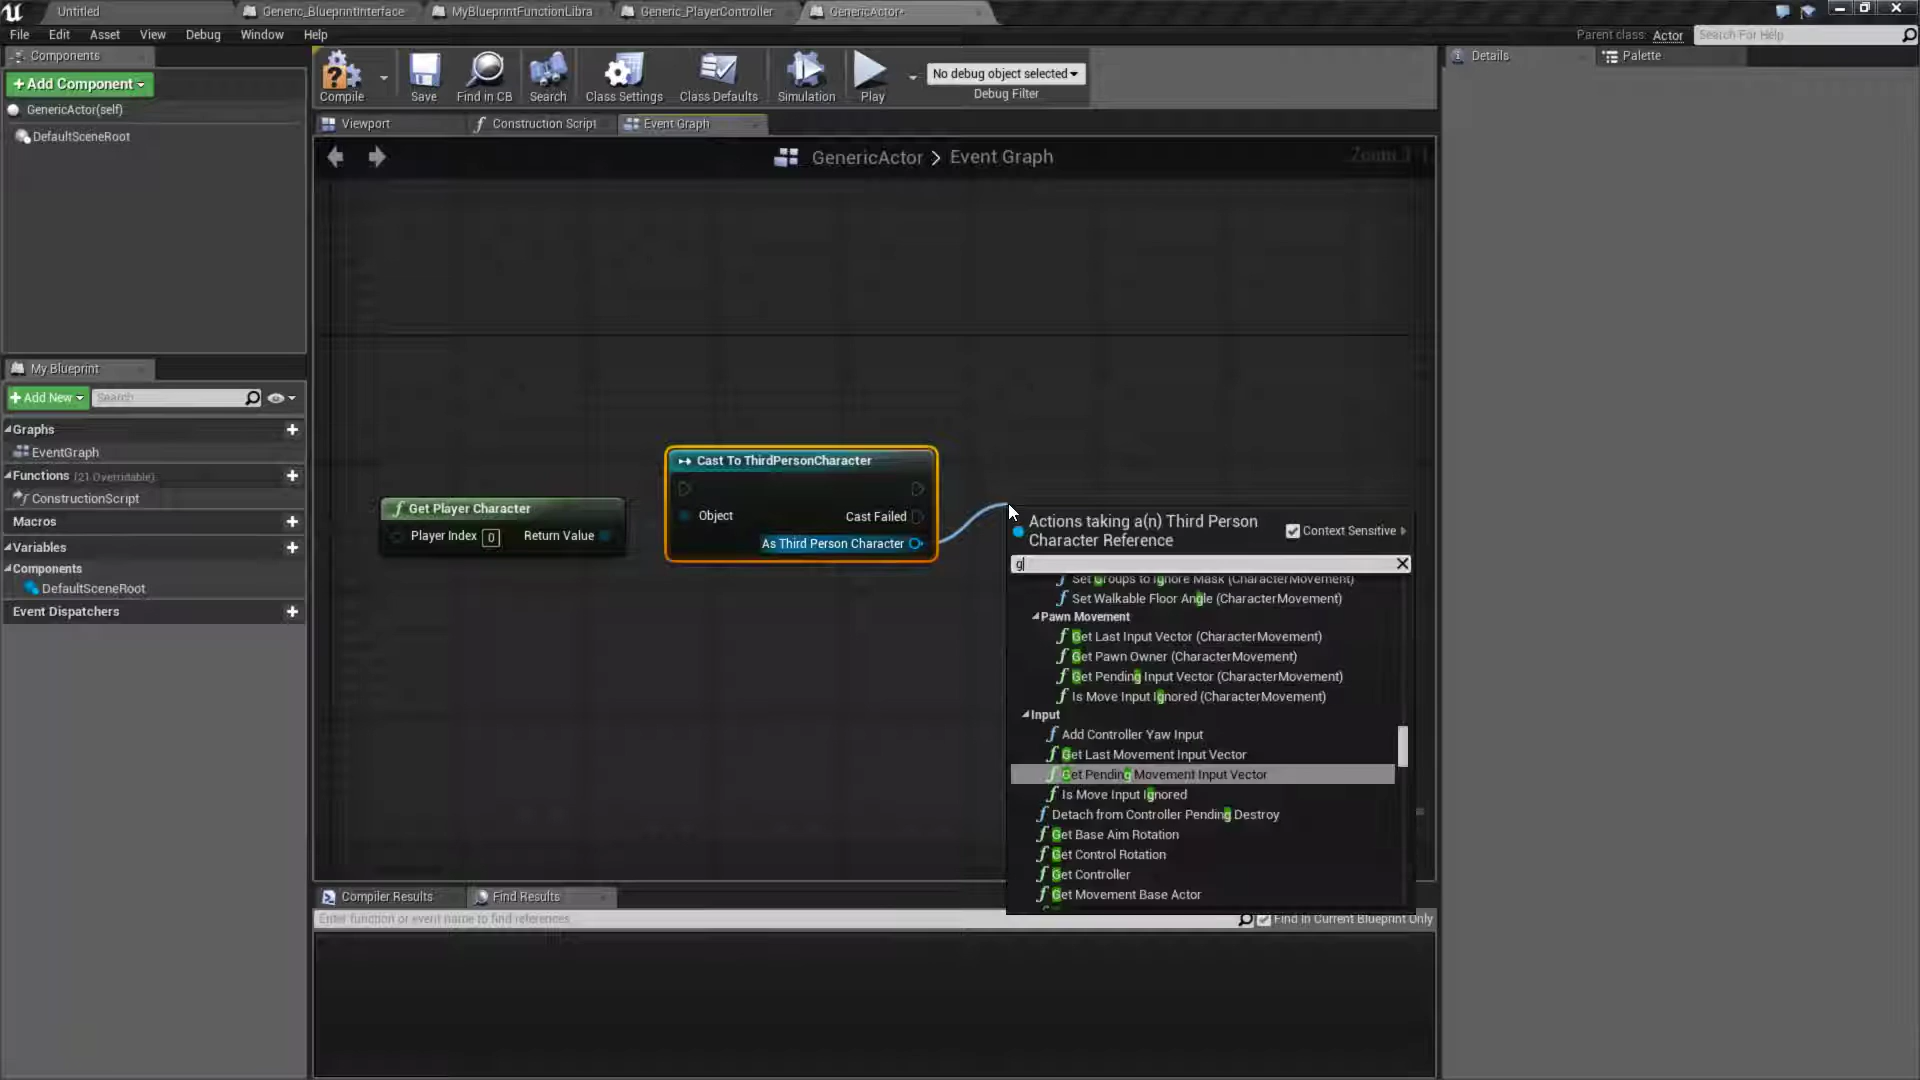 Untitled
Generic_BlueprintInterface
MyBlueprintFunctionLibra
Generic_PlayerController
GenericActor*
File Edit Asset View Debug Window Help
Parent class: Actor
Search For Help
Components
+ Add Component
GenericActor(self)
DefaultSceneRoot
Compile
Save
Find in CB
Search
Class Settings
Class Defaults
Simulation
Play
No debug object selected
Debug Filter
Details
Palette
Viewport
Construction Script
Event Graph
GenericActor > Event Graph
Zoom 1:1
My Blueprint
+ Add New
Search
Graphs
EventGraph
Functions (21 Overridable)
ConstructionScript
Macros
Variables
Components
DefaultSceneRoot
Event Dispatchers
Get Player Character
Player Index 0 Return Value
Cast To ThirdPersonCharacter
Object Cast Failed
As Third Person Character
Actions taking a(n) Third Person
Character Reference
Context Sensitive
g
Set Groups to Ignore Mask (CharacterMovement)
Set Walkable Floor Angle (CharacterMovement)
Pawn Movement
Get Last Input Vector (CharacterMovement)
Get Pawn Owner (CharacterMovement)
Get Pending Input Vector (CharacterMovement)
Is Move Input Ignored (CharacterMovement)
Input
Add Controller Yaw Input
Get Last Movement Input Vector
Get Pending Movement Input Vector
Is Move Input Ignored
Detach from Controller Pending Destroy
Get Base Aim Rotation
Get Control Rotation
Get Controller
Get Movement Base Actor
Compiler Results
Find Results
Enter function or event name to find references
Find In Current Blueprint Only